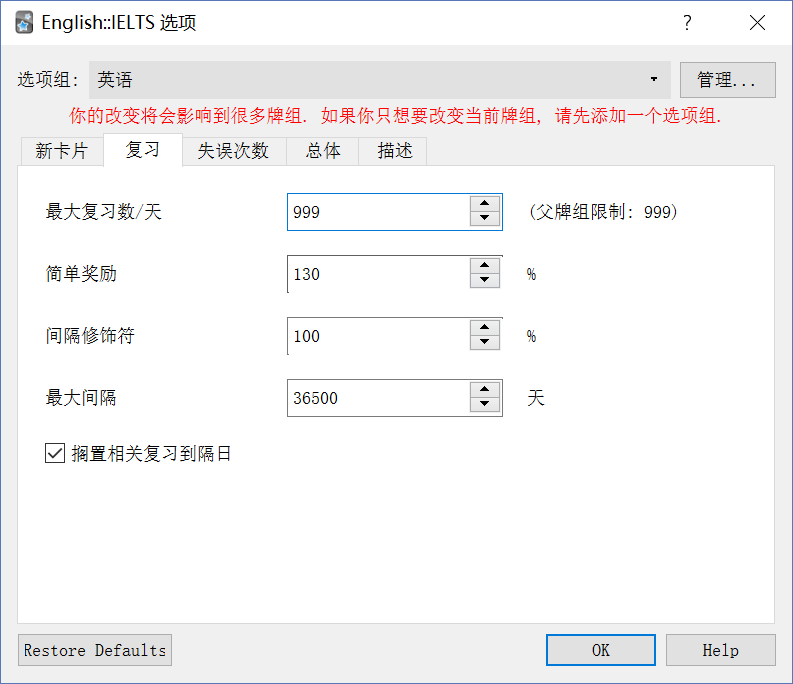 English::IELTS 选项
?
选项组: 英语 管理...
你的改变将会影响到很多牌组. 如果你只想要改变当前牌组, 请先添加一个选项组.
新卡片 复习 失误次数 总体 描述
最大复习数/天 999 (父牌组限制: 999)
简单奖励 130 %
间隔修饰符 100 %
最大间隔 36500 天
搁置相关复习到隔日
Restore Defaults OK Help